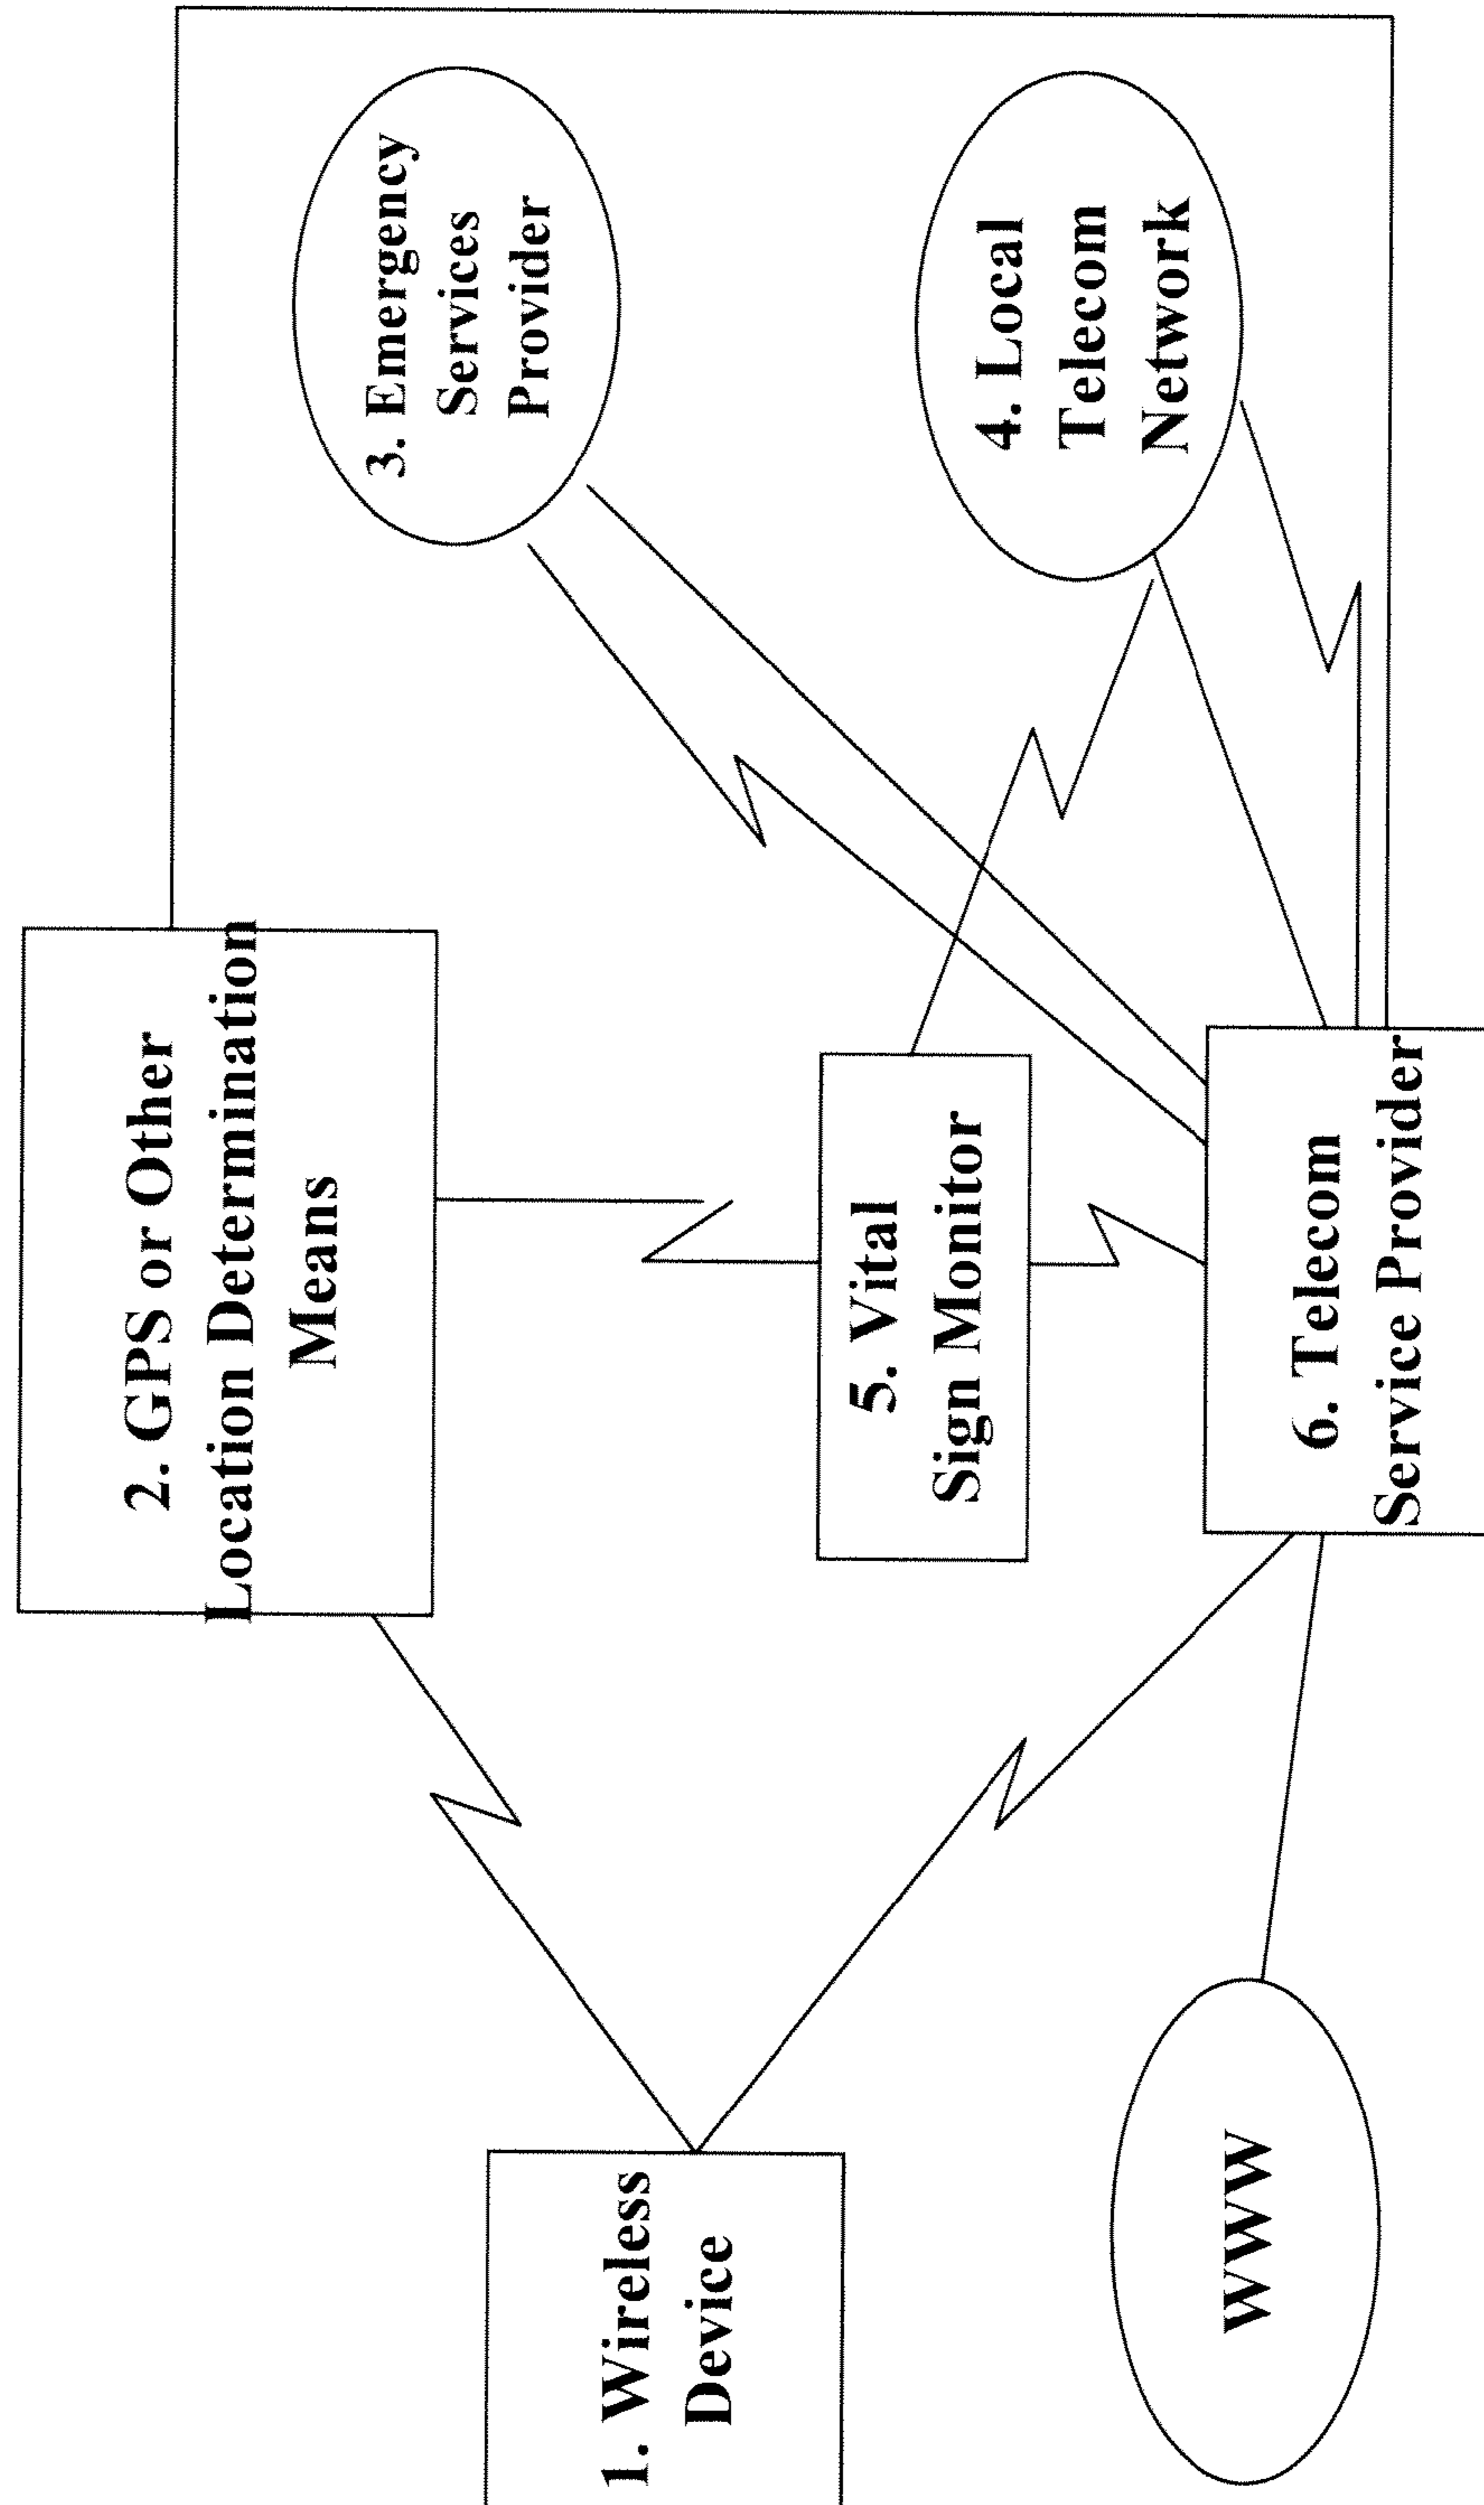 1. Wireless
Device
2. GPS or Other
Location Determination
Means
3. Emergency
Services
Provider
4. Local
Telecom
Network
5. Vital
Sign Monitor
6. Telecom
Service Provider
WWW